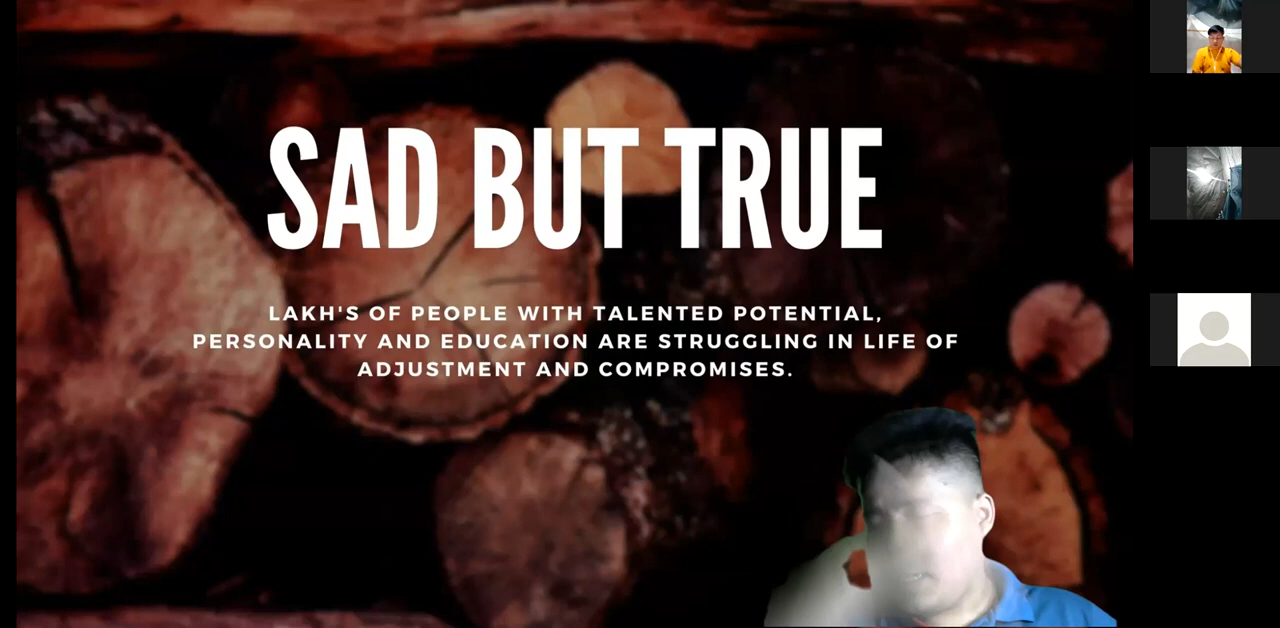 SAD BUT TRUE
LAKH'S OF PEOPLE WITH TALENTED POTENTIAL,
PERSONALITY AND EDUCATION ARE STRUGGLING IN LIFE OF
ADJUSTMENT AND COMPROMISES.